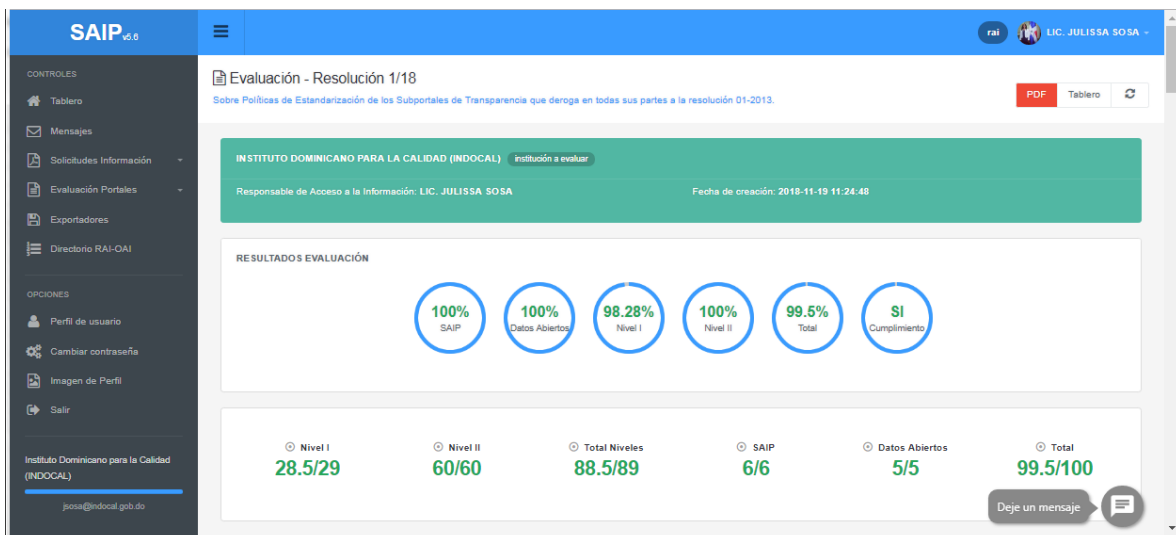 SAIP v5.6
rai LIC. JULISSA SOSA
CONTROLES
Tablero
Mensajes
Solicitudes Información
Evaluación Portales
Exportadores
Directorio RAI-OAI
OPCIONES
Perfil de usuario
Cambiar contraseña
Imagen de Perfil
Salir
Instituto Dominicano para la Calidad
(INDOCAL)
jsosa@indocal.gob.do
Evaluación - Resolución 1/18
Sobre Políticas de Estandarización de los Subportales de Transparencia que deroga en todas sus partes a la resolución 01-2013.
PDF Tablero
INSTITUTO DOMINICANO PARA LA CALIDAD (INDOCAL) institución a evaluar
Responsable de Acceso a la Información: LIC. JULISSA SOSA Fecha de creación: 2018-11-19 11:24:48
RESULTADOS EVALUACIÓN
100% 100% 98.28% 100% 99.5% SI
SAIP Datos Abiertos Nivel I Nivel II Total Cumplimiento
Nivel I Nivel II Total Niveles SAIP Datos Abiertos Total
28.5/29 60/60 88.5/89 6/6 5/5 99.5/100
Deje un mensaje